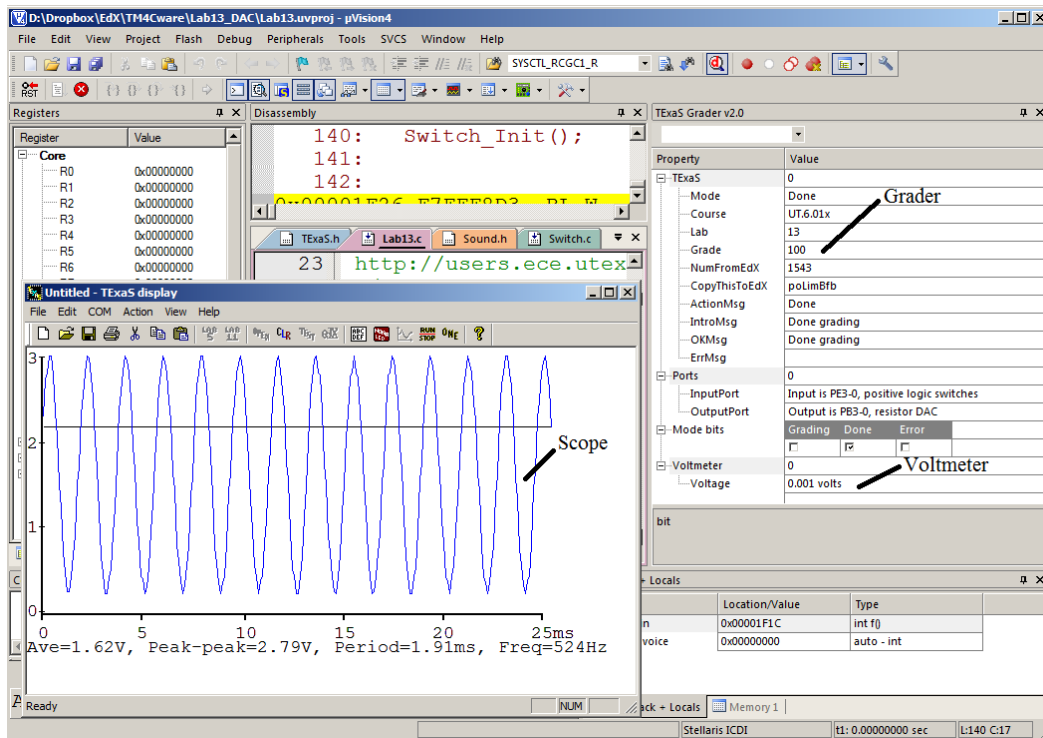 D:\Dropbox\EdX\TM4Cware\Lab13_DAC\Lab13.uvproj - µVision4
File Edit View Project Flash Debug Peripherals Tools SVCS Window Help
SYSCTL_RCGC1_R
RST
Registers
Disassembly
TExaS Grader v2.0
Register Value
Core
R0 0x00000000
R1 0x00000000
R2 0x00000000
R3 0x00000000
R4 0x00000000
R5 0x00000000
R6 0x00000000
140: Switch_Init();
141:
142:
TExaS.h Lab13.c Sound.h Switch.c
23 http://users.ece.utex
Property Value
TExaS 0
Mode Done
Course UT.6.01x
Lab 13
Grade 100
NumFromEdX 1543
CopyThisToEdX poLimBfb
ActionMsg Done
IntroMsg Done grading
OKMsg Done grading
ErrMsg
Ports 0
InputPort Input is PE3-0, positive logic switches
OutputPort Output is PB3-0, resistor DAC
Mode bits Grading Done Error
Voltmeter 0
Voltage 0.001 volts
Grader
Voltmeter
bit
Untitled - TExaS display
File Edit COM Action View Help
CLR
RUN STOP
ONE
3
2
1
0
Scope
0 5 10 15 20 25ms
Ave=1.62V, Peak-peak=2.79V, Period=1.91ms, Freq=524Hz
Ready NUM
+ Locals
Location/Value Type
n 0x00001F1C int f()
voice 0x00000000 auto - int
ack + Locals Memory 1
Stellaris ICDI t1: 0.00000000 sec L:140 C:17